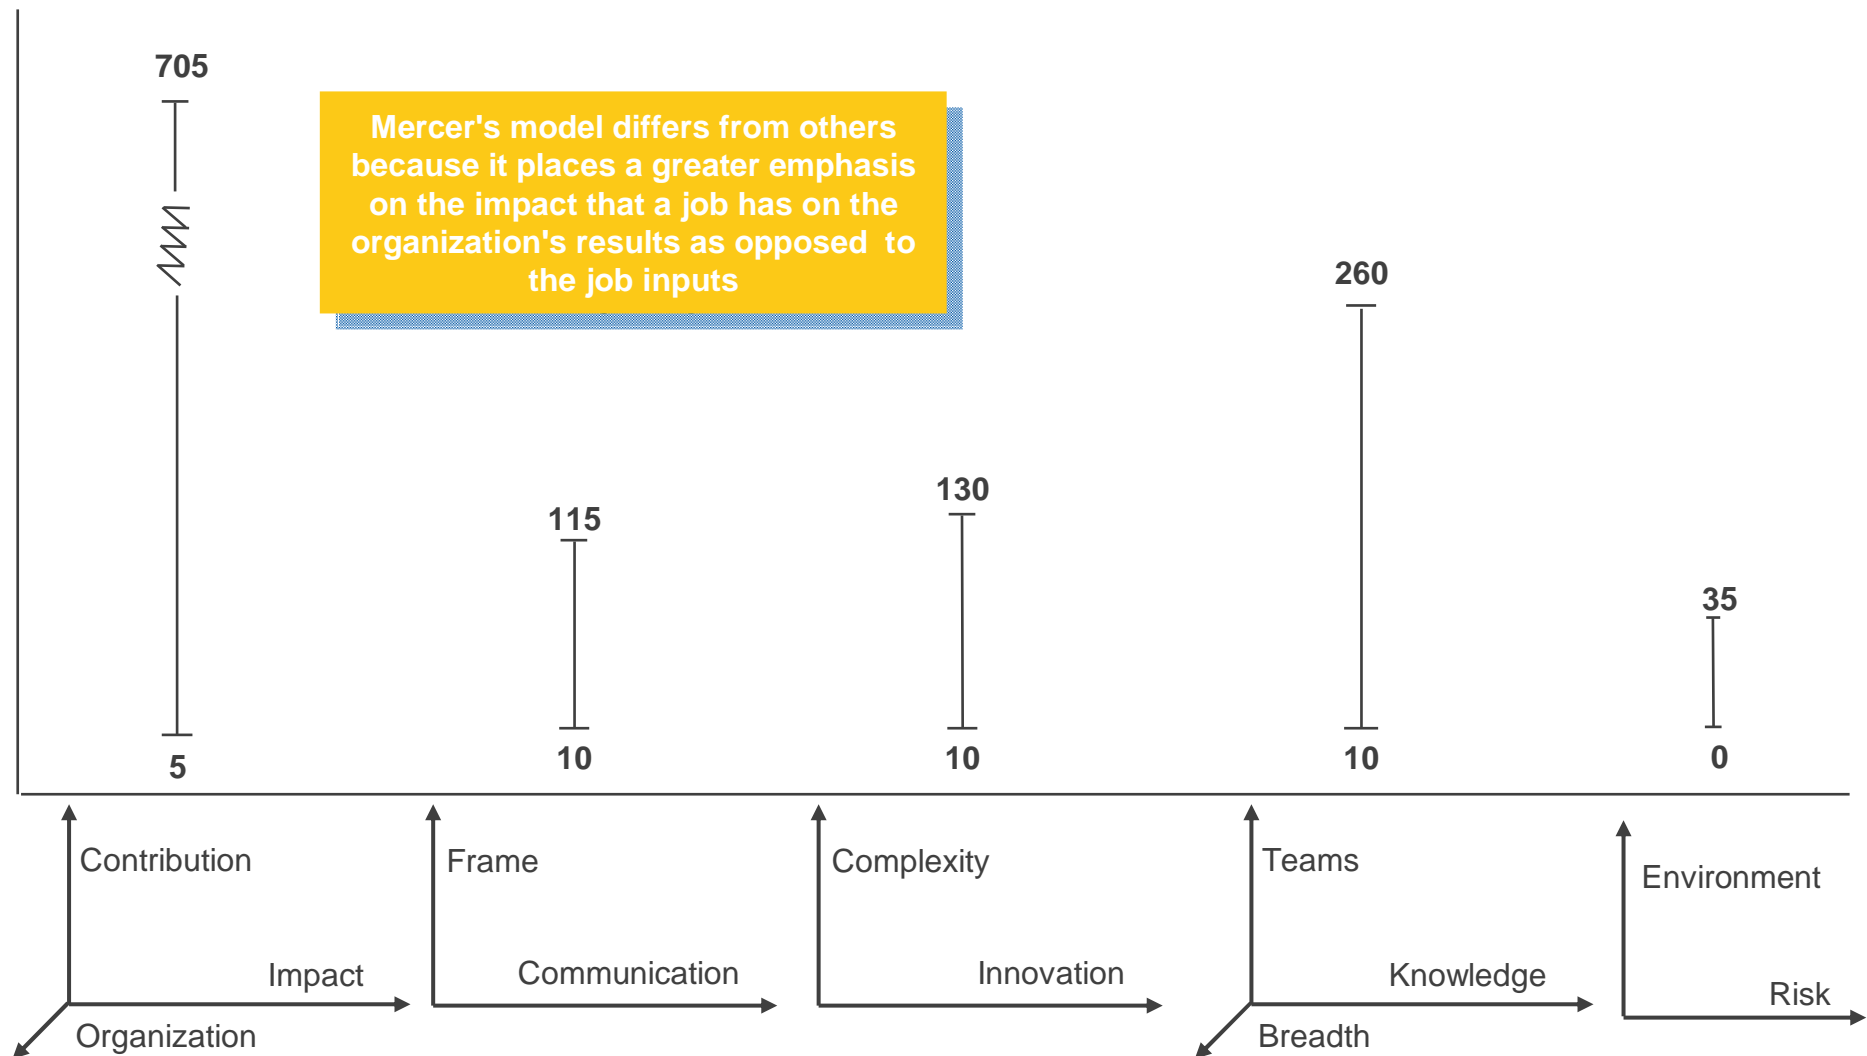 705
Mercer's model differs from others
because it places a greater emphasis
on the impact that a job has on the
organization's results as opposed  to
the job inputs
260
130
115
35
5
10
10
10
0
Contribution
Impact
Organization
Frame
Communication
Complexity
Innovation
Teams
Knowledge
Breadth
Environment
Risk